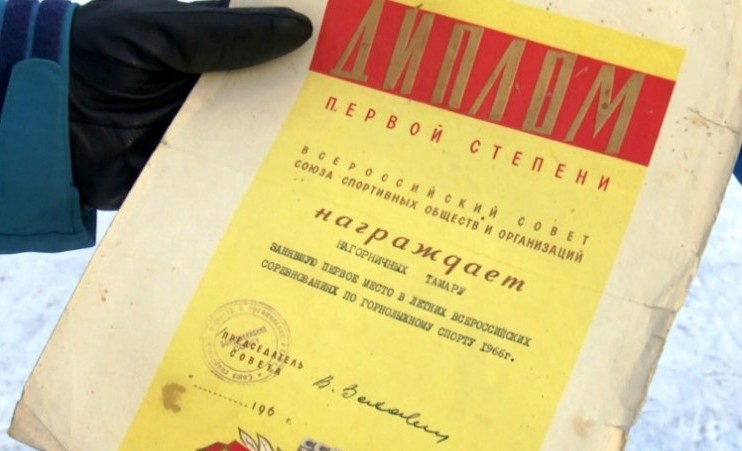 ДИПЛОМ
ПЕРВОЙ СТЕПЕНИ
ВСЕРОССИЙСКИЙ СОВЕТ
СОЮЗА СПОРТИВНЫХ ОБЩЕСТВ И ОРГАНИЗАЦИЙ
награждает
НАГОРНИЧНЫХ ТАМАРУ
ЗАНЯВШУЮ ПЕРВОЕ МЕСТО В ЛЕТНИХ ВСЕРОССИЙСКИХ
СОРЕВНОВАНИЯХ ПО ГОРНОЛЫЖНОМУ СПОРТУ 1966г.
ПРЕДСЕДАТЕЛЬ
СОВЕТА
196 г.